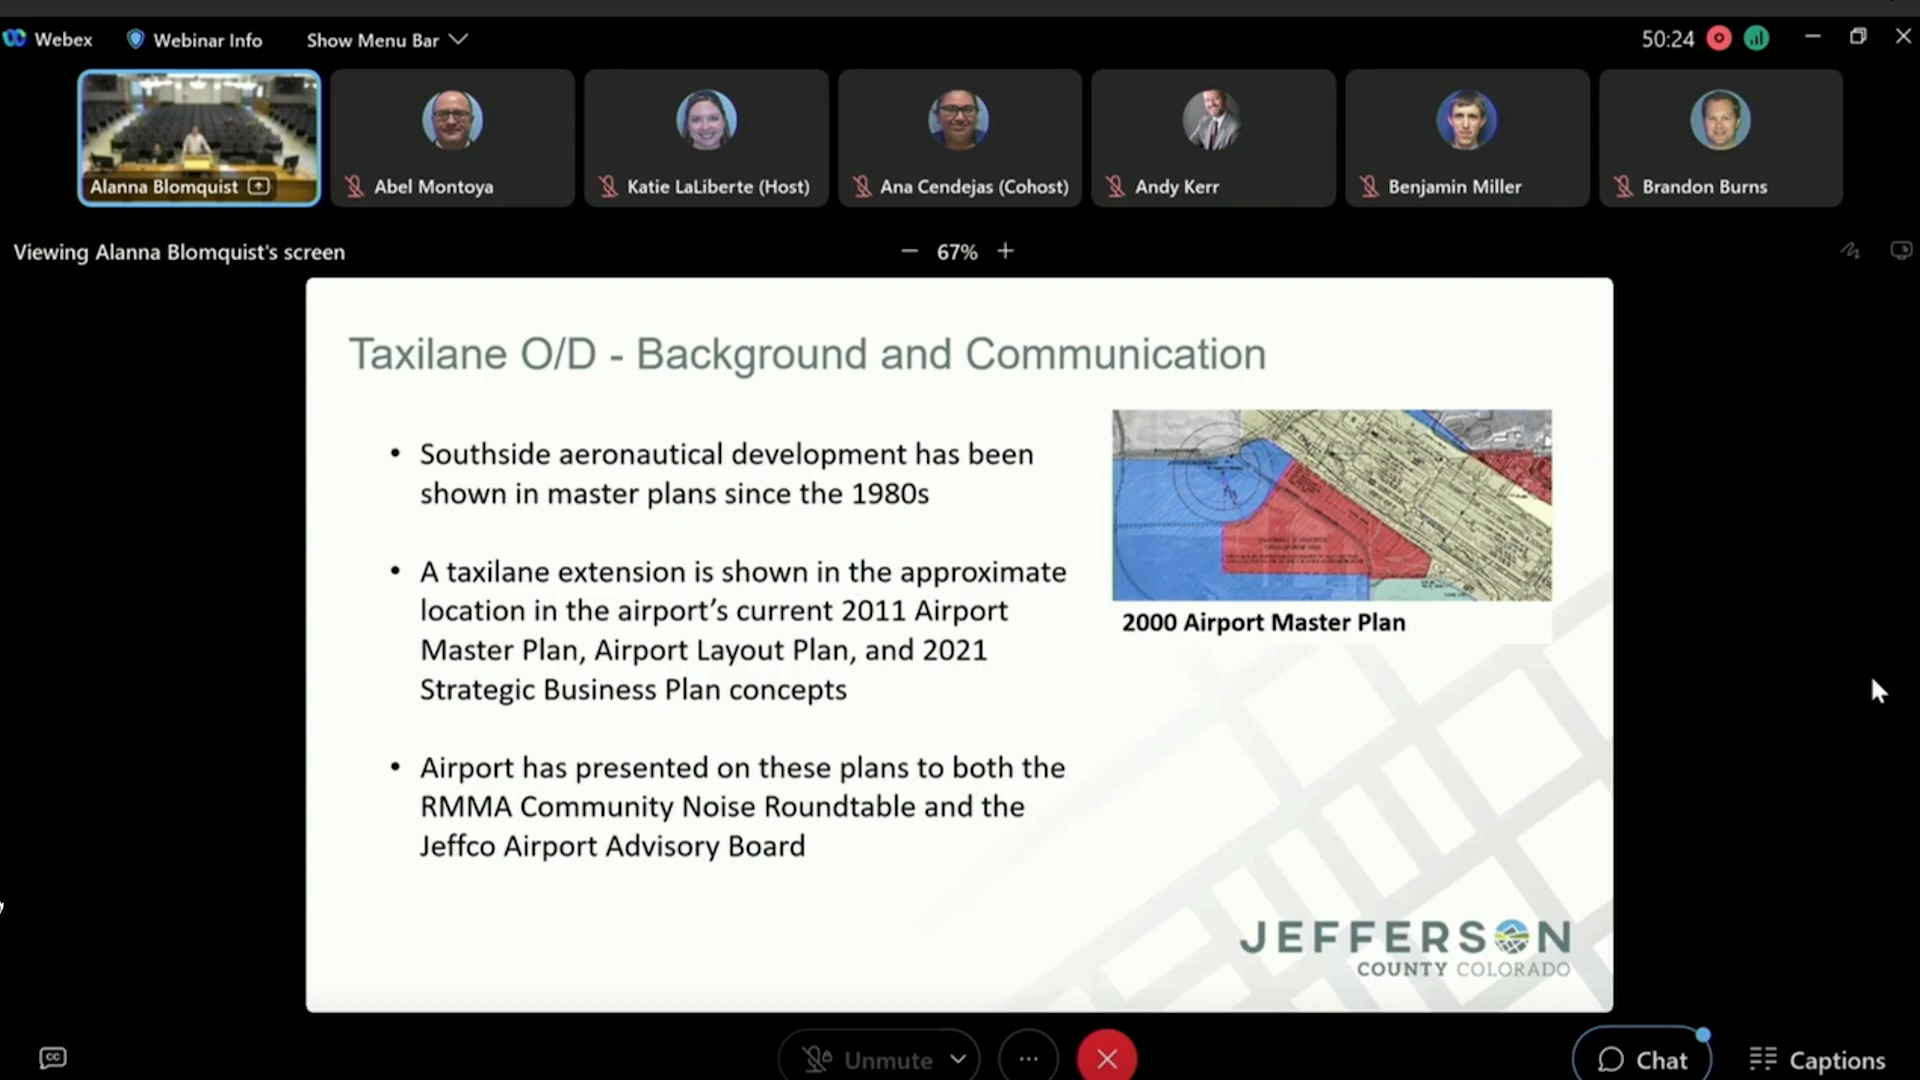 Webex
Webinar Info
Show Menu Bar
50:24
Alanna Blomquist
Abel Montoya
Katie LaLiberte (Host)
Ana Cendejas (Cohost)
Andy Kerr
Benjamin Miller
Brandon Burns
Viewing Alanna Blomquist's screen
67%
Taxilane O/D - Background and Communication
• Southside aeronautical development has been
shown in master plans since the 1980s
• A taxilane extension is shown in the approximate
location in the airport's current 2011 Airport
Master Plan, Airport Layout Plan, and 2021
Strategic Business Plan concepts
• Airport has presented on these plans to both the
RMMA Community Noise Roundtable and the
Jeffco Airport Advisory Board
2000 Airport Master Plan
JEFFERSON
COUNTY COLORADO
CC
Unmute
Chat
Captions